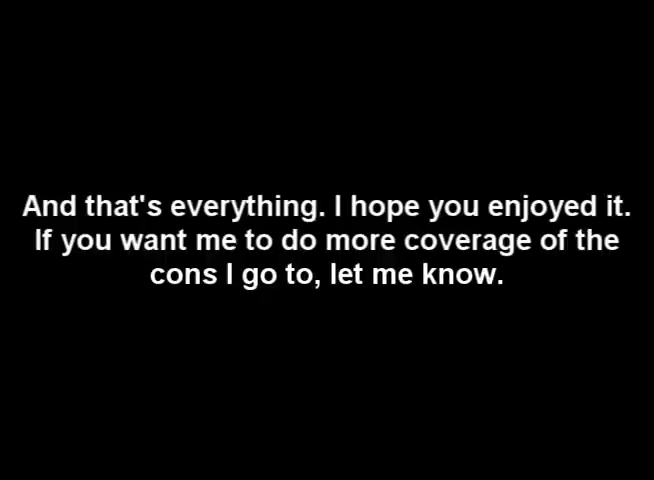 And that's everything. I hope you enjoyed it.
If you want me to do more coverage of the
cons I go to, let me know.